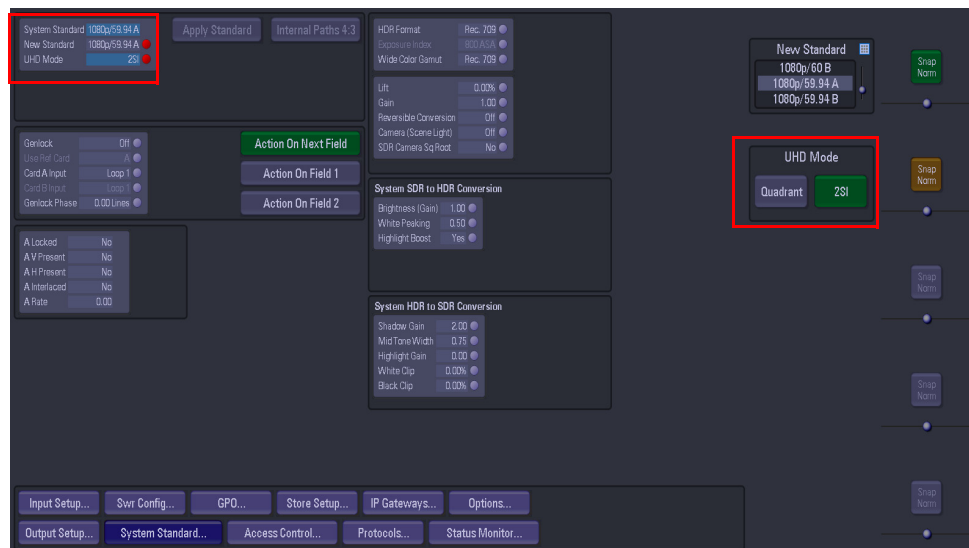 System Standard 1080p/59.94 A
New Standard 1080p/59.94 A
UHD Mode 2SI
Apply Standard
Internal Paths 4:3
HDR Format Rec. 709
Exposure Index 800 ASA
Wide Color Gamut Rec. 709
Lift 0.00%
Gain 1.00
Reversible Conversion Off
Camera (Scene Light) Off
SDR Camera Sq Root No
New Standard
1080p/60 B
1080p/59.94 A
1080p/59.94 B
Snap
Norm
Genlock Off
Use Ref Card A
Card A Input Loop 1
Card B Input Loop 1
Genlock Phase 0.00 Lines
Action On Next Field
Action On Field 1
Action On Field 2
UHD Mode
Quadrant 2SI
Snap
Norm
System SDR to HDR Conversion
Brightness (Gain) 1.00
White Peaking 0.50
Highlight Boost Yes
A Locked No
A V Present No
A H Present No
A Interlaced No
A Rate 0.00
Snap
Norm
System HDR to SDR Conversion
Shadow Gain 2.00
Mid Tone Width 0.75
Highlight Gain 0.00
White Clip 0.00%
Black Clip 0.00%
Snap
Norm
Snap
Norm
Input Setup... Swr Config... GPO... Store Setup... IP Gateways... Options...
Output Setup... System Standard... Access Control... Protocols... Status Monitor...